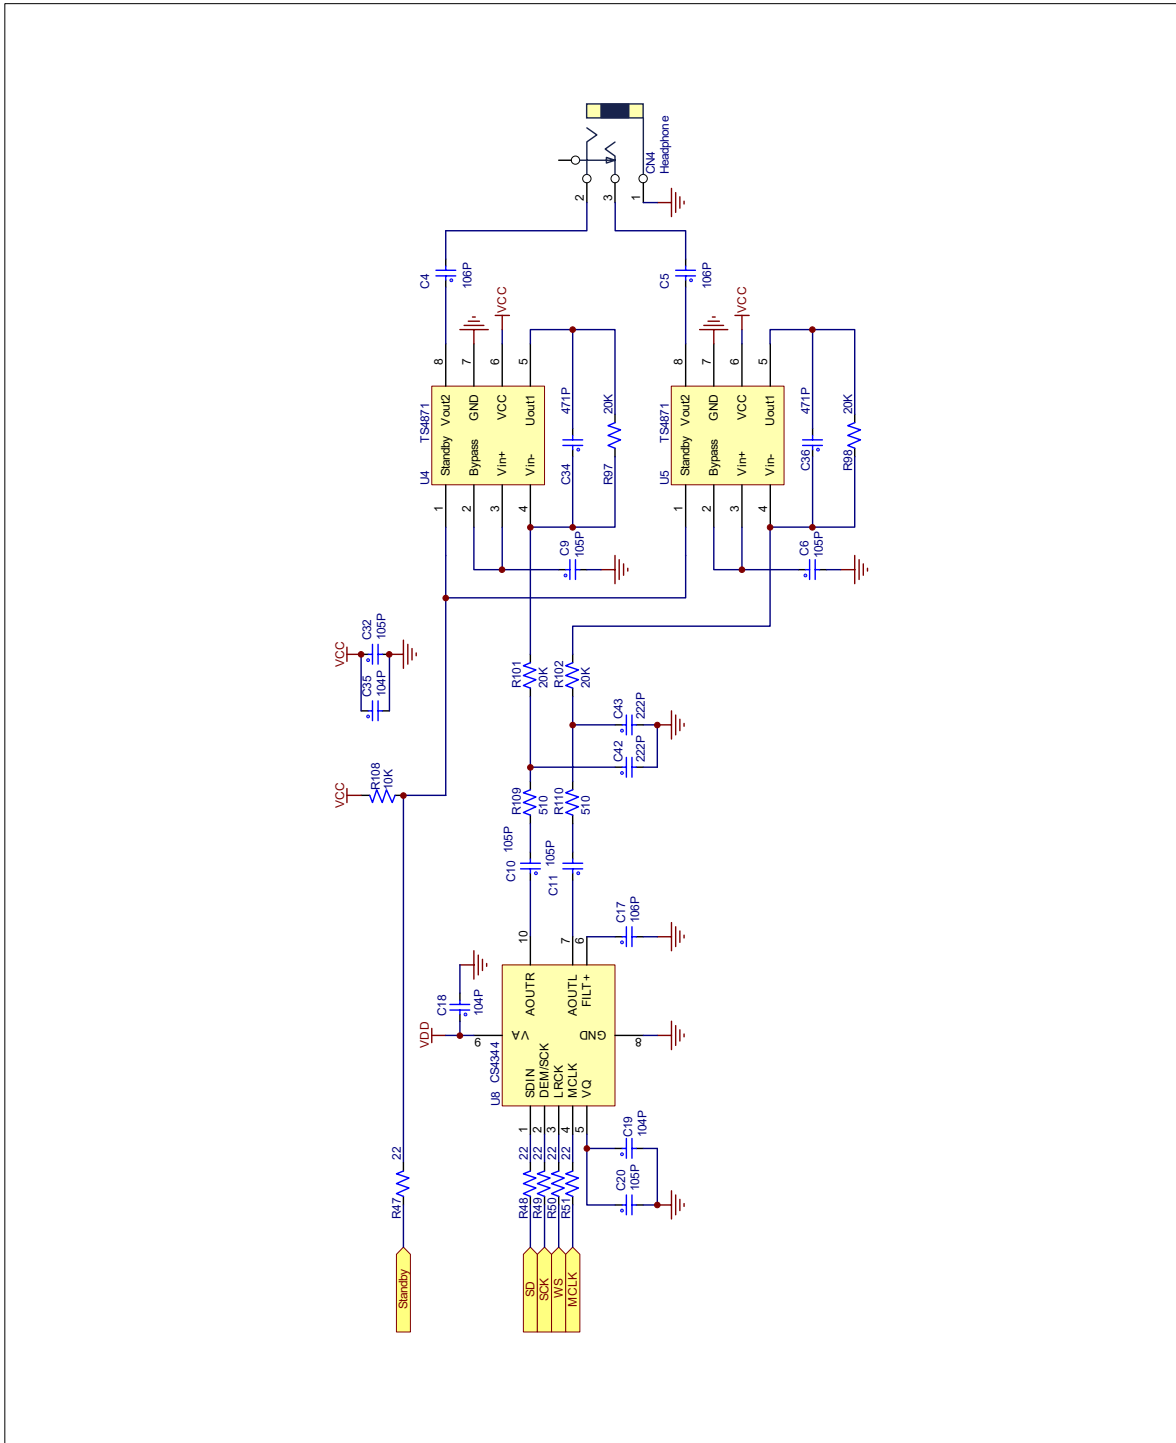 CN4
Headphone
2
3
1
C4
106P
C5
106P
VCC
VCC
8
7
6
5
8
7
6
5
U4
TS4871
Standby
Vout2
Bypass
GND
Vin+
VCC
Vin-
Uout1
1
2
3
4
C34
471P
R97
20K
U5
TS4871
Standby
Vout2
Bypass
GND
Vin+
VCC
Vin-
Uout1
1
2
3
4
C36
471P
R98
20K
C9
105P
C6
105P
VCC
C32
105P
C35
104P
R101
20K
R102
20K
C43
222P
C42
222P
VCC
R108
10K
R109
510
R110
510
C10
105P
C11
105P
C17
106P
10
7
6
VDD
C18
104P
9
8
U8
CS4344
SDIN
DEM/SCK
LRCK
MCLK
VQ
VA
AOUTR
AOUTL
FILT+
GND
1
2
3
4
5
C19
104P
C20
105P
R47
22
R48
22
R49
22
R50
22
R51
22
Standby
SD
SCK
WS
MCLK